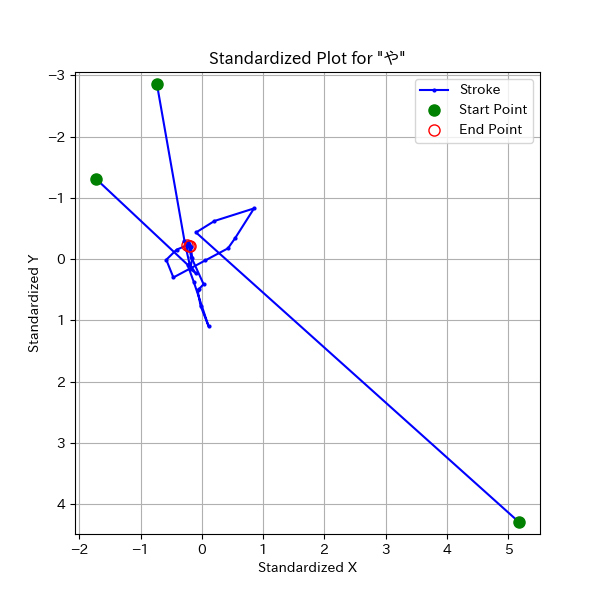 Standardized Plot for "や"
Stroke
Start Point
End Point
Standardized Y
−3
−2
−1
0
1
2
3
4
−2 −1 0 1 2 3 4 5
Standardized X